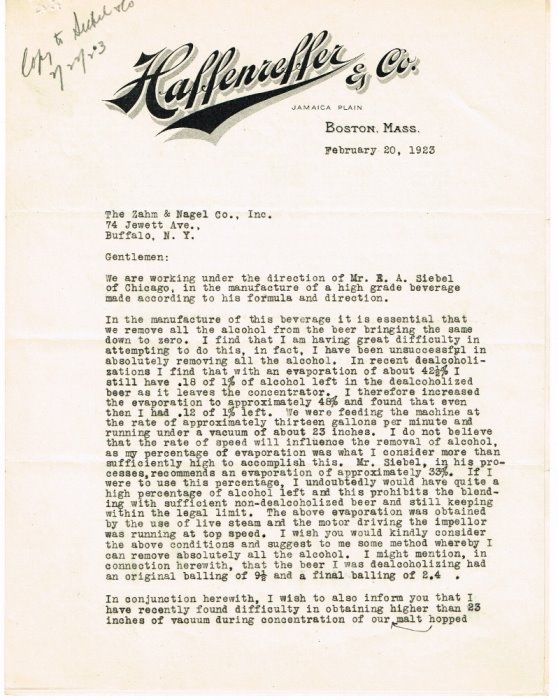 Copy to Siebel & Co
2/22/23
Haffenreffer & Co.
JAMAICA PLAIN
BOSTON, MASS.
February 20, 1923
The Zahm & Nagel Co., Inc.
74 Jewett Ave.,
Buffalo, N. Y.
Gentlemen:
We are working under the direction of Mr. E. A. Siebel
of Chicago, in the manufacture of a high grade beverage
made according to his formula and direction.
In the manufacture of this beverage it is essential that
we remove all the alcohol from the beer bringing the same
down to zero. I find that I am having great difficulty in
attempting to do this, in fact, I have been unsuccessful in
absolutely removing all the alcohol. In recent dealcoholi-
zations I find that with an evaporation of about 42½% I
still have .18 of 1% of alcohol left in the dealcoholized
beer as it leaves the concentrator. I therefore increased
the evaporation to approximately 48% and found that even
then I had .12 of 1% left. We were feeding the machine at
the rate of approximately thirteen gallons per minute and
running under a vacuum of about 23 inches. I do not believe
that the rate of speed will influence the removal of alcohol,
as my percentage of evaporation was what I consider more than
sufficiently high to accomplish this. Mr. Siebel, in his pro-
cesses,recommends an evaporation of approximately 33%. If I
were to use this percentage, I undoubtedly would have quite a
high percentage of alcohol left and this prohibits the blend-
ing with sufficient non-dealcoholized beer and still keeping
within the legal limit. The above evaporation was obtained
by the use of live steam and the motor driving the impellor
was running at top speed. I wish you would kindly consider
the above conditions and suggest to me some method whereby I
can remove absolutely all the alcohol. I might mention, in
connection herewith, that the beer I was dealcoholizing had
an original balling of 9½ and a final balling of 2.4 .
In conjunction herewith, I wish to also inform you that I
have recently found difficulty in obtaining higher than 23
inches of vacuum during concentration of our malt hopped